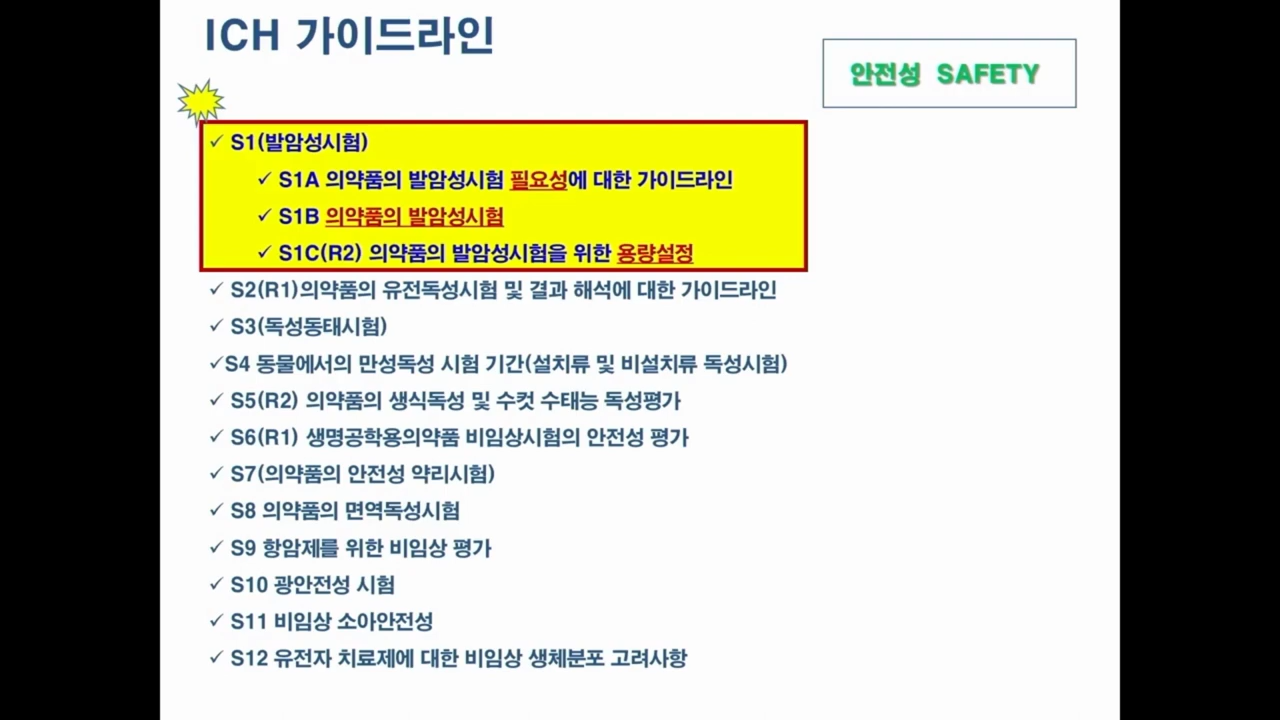 ICH 가이드라인
안전성 SAFETY
✓ S1(발암성시험)
✓ S1A 의약품의 발암성시험 필요성에 대한 가이드라인
✓ S1B 의약품의 발암성시험
✓ S1C(R2) 의약품의 발암성시험을 위한 용량설정
✓ S2(R1)의약품의 유전독성시험 및 결과 해석에 대한 가이드라인
✓ S3(독성동태시험)
✓S4 동물에서의 만성독성 시험 기간(설치류 및 비설치류 독성시험)
✓ S5(R2) 의약품의 생식독성 및 수컷 수태능 독성평가
✓ S6(R1) 생명공학용의약품 비임상시험의 안전성 평가
✓ S7(의약품의 안전성 약리시험)
✓ S8 의약품의 면역독성시험
✓ S9 항암제를 위한 비임상 평가
✓ S10 광안전성 시험
✓ S11 비임상 소아안전성
✓ S12 유전자 치료제에 대한 비임상 생체분포 고려사항